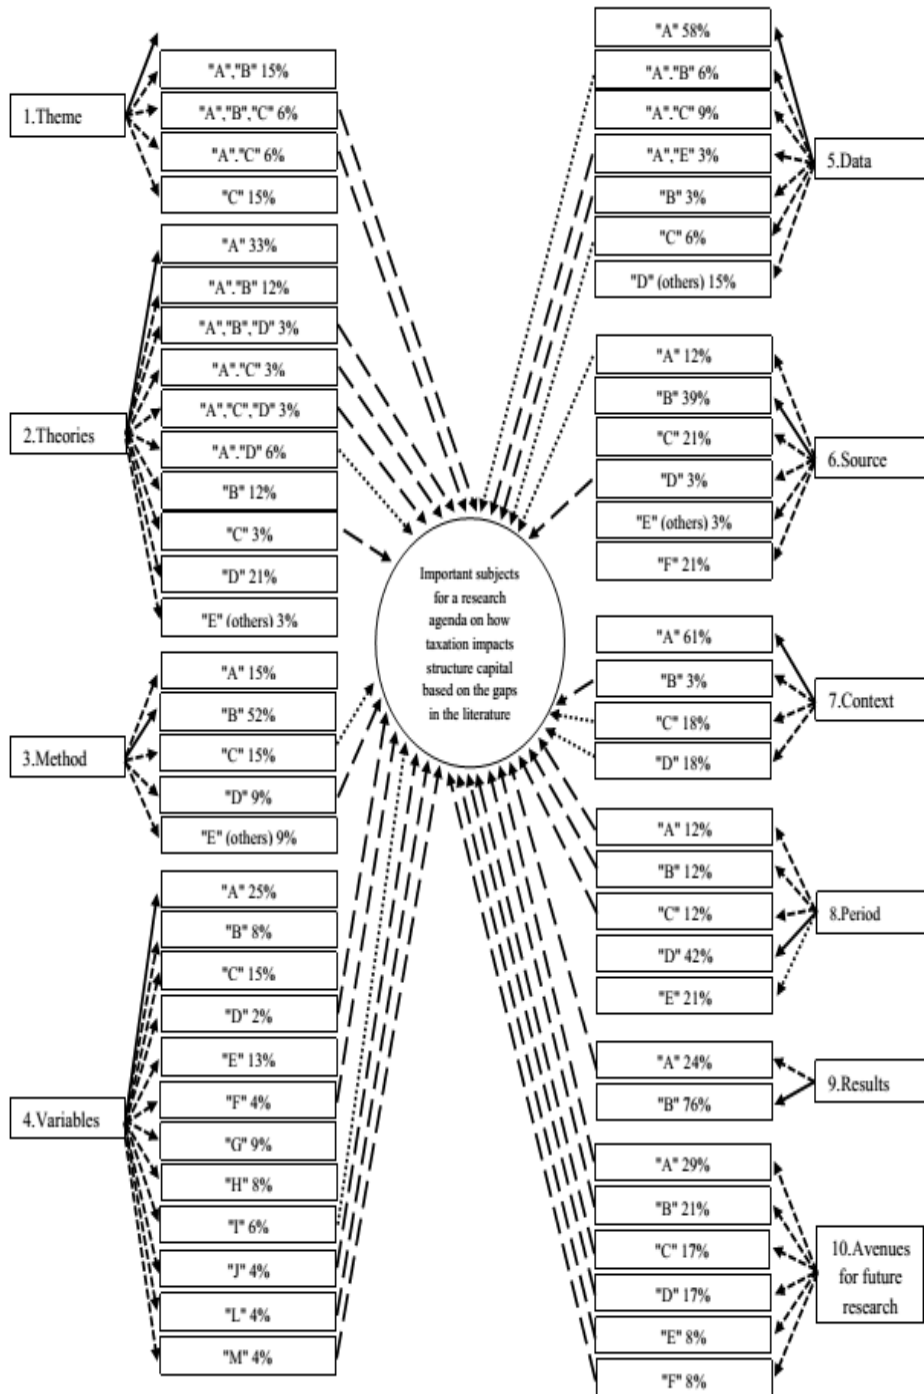 1.Theme
"A","B" 15%
"A","B","C" 6%
"A"."C" 6%
"C" 15%
2.Theories
"A" 33%
"A"."B" 12%
"A","B","D" 3%
"A"."C" 3%
"A","C","D" 3%
"A"."D" 6%
"B" 12%
"C" 3%
"D" 21%
"E" (others) 3%
3.Method
"A" 15%
"B" 52%
"C" 15%
"D" 9%
"E" (others) 9%
4.Variables
"A" 25%
"B" 8%
"C" 15%
"D" 2%
"E" 13%
"F" 4%
"G" 9%
"H" 8%
"I" 6%
"J" 4%
"L" 4%
"M" 4%
Important subjects
for a research
agenda on how
taxation impacts
structure capital
based on the gaps
in the literature
"A" 58%
"A"."B" 6%
"A"."C" 9%
"A","E" 3%
"B" 3%
"C" 6%
"D" (others) 15%
5.Data
"A" 12%
"B" 39%
"C" 21%
"D" 3%
"E" (others) 3%
"F" 21%
6.Source
"A" 61%
"B" 3%
"C" 18%
"D" 18%
7.Context
"A" 12%
"B" 12%
"C" 12%
"D" 42%
"E" 21%
8.Period
"A" 24%
"B" 76%
9.Results
"A" 29%
"B" 21%
"C" 17%
"D" 17%
"E" 8%
"F" 8%
10.Avenues
for future
research